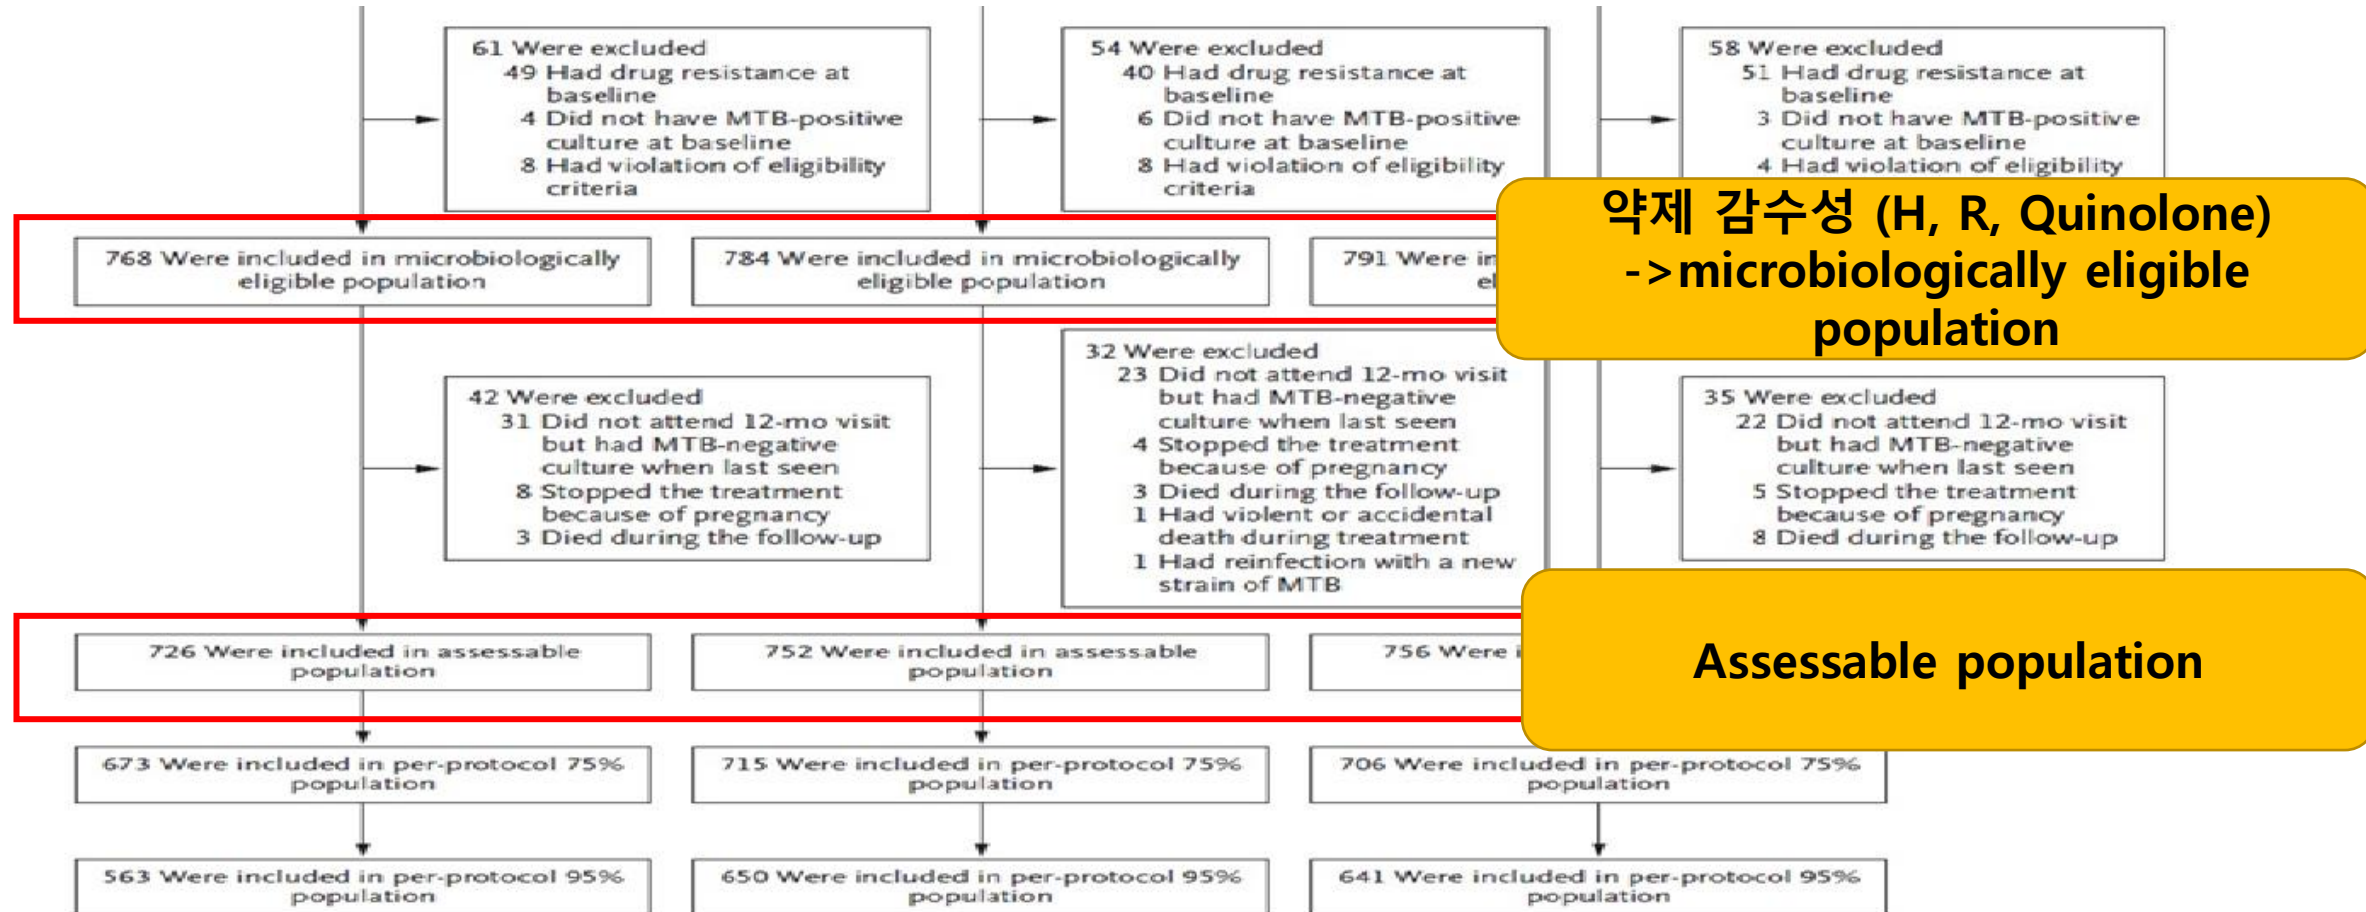 61 Were excluded
49 Had drug resistance at
baseline
4 Did not have MTB-positive
culture at baseline
8 Had violation of eligibility
criteria
54 Were excluded
40 Had drug resistance at
baseline
6 Did not have MTB-positive
culture at baseline
8 Had violation of eligibility
criteria
58 Were excluded
51 Had drug resistance at
baseline
3 Did not have MTB-positive
culture at baseline
4 Had violation of eligibility
약제 감수성 (H, R, Quinolone)
->microbiologically eligible
population
768 Were included in microbiologically
eligible population
784 Were included in microbiologically
eligible population
791 Were
42 Were excluded
31 Did not attend 12-mo visit
but had MTB-negative
culture when last seen
8 Stopped the treatment
because of pregnancy
3 Died during the follow-up
32 Were excluded
23 Did not attend 12-mo visit
but had MTB-negative
culture when last seen
4 Stopped the treatment
because of pregnancy
3 Died during the follow-up
1 Had violent or accidental
death during treatment
1 Had reinfection with a new
strain of MTB
35 Were excluded
22 Did not attend 12-mo visit
but had MTB-negative
culture when last seen
5 Stopped the treatment
because of pregnancy
8 Died during the follow-up
726 Were included in assessable
population
752 Were included in assessable
population
756 Were
Assessable population
673 Were included in per-protocol 75%
population
715 Were included in per-protocol 75%
population
706 Were included in per-protocol 75%
population
563 Were included in per-protocol 95%
population
650 Were included in per-protocol 95%
population
641 Were included in per-protocol 95%
population